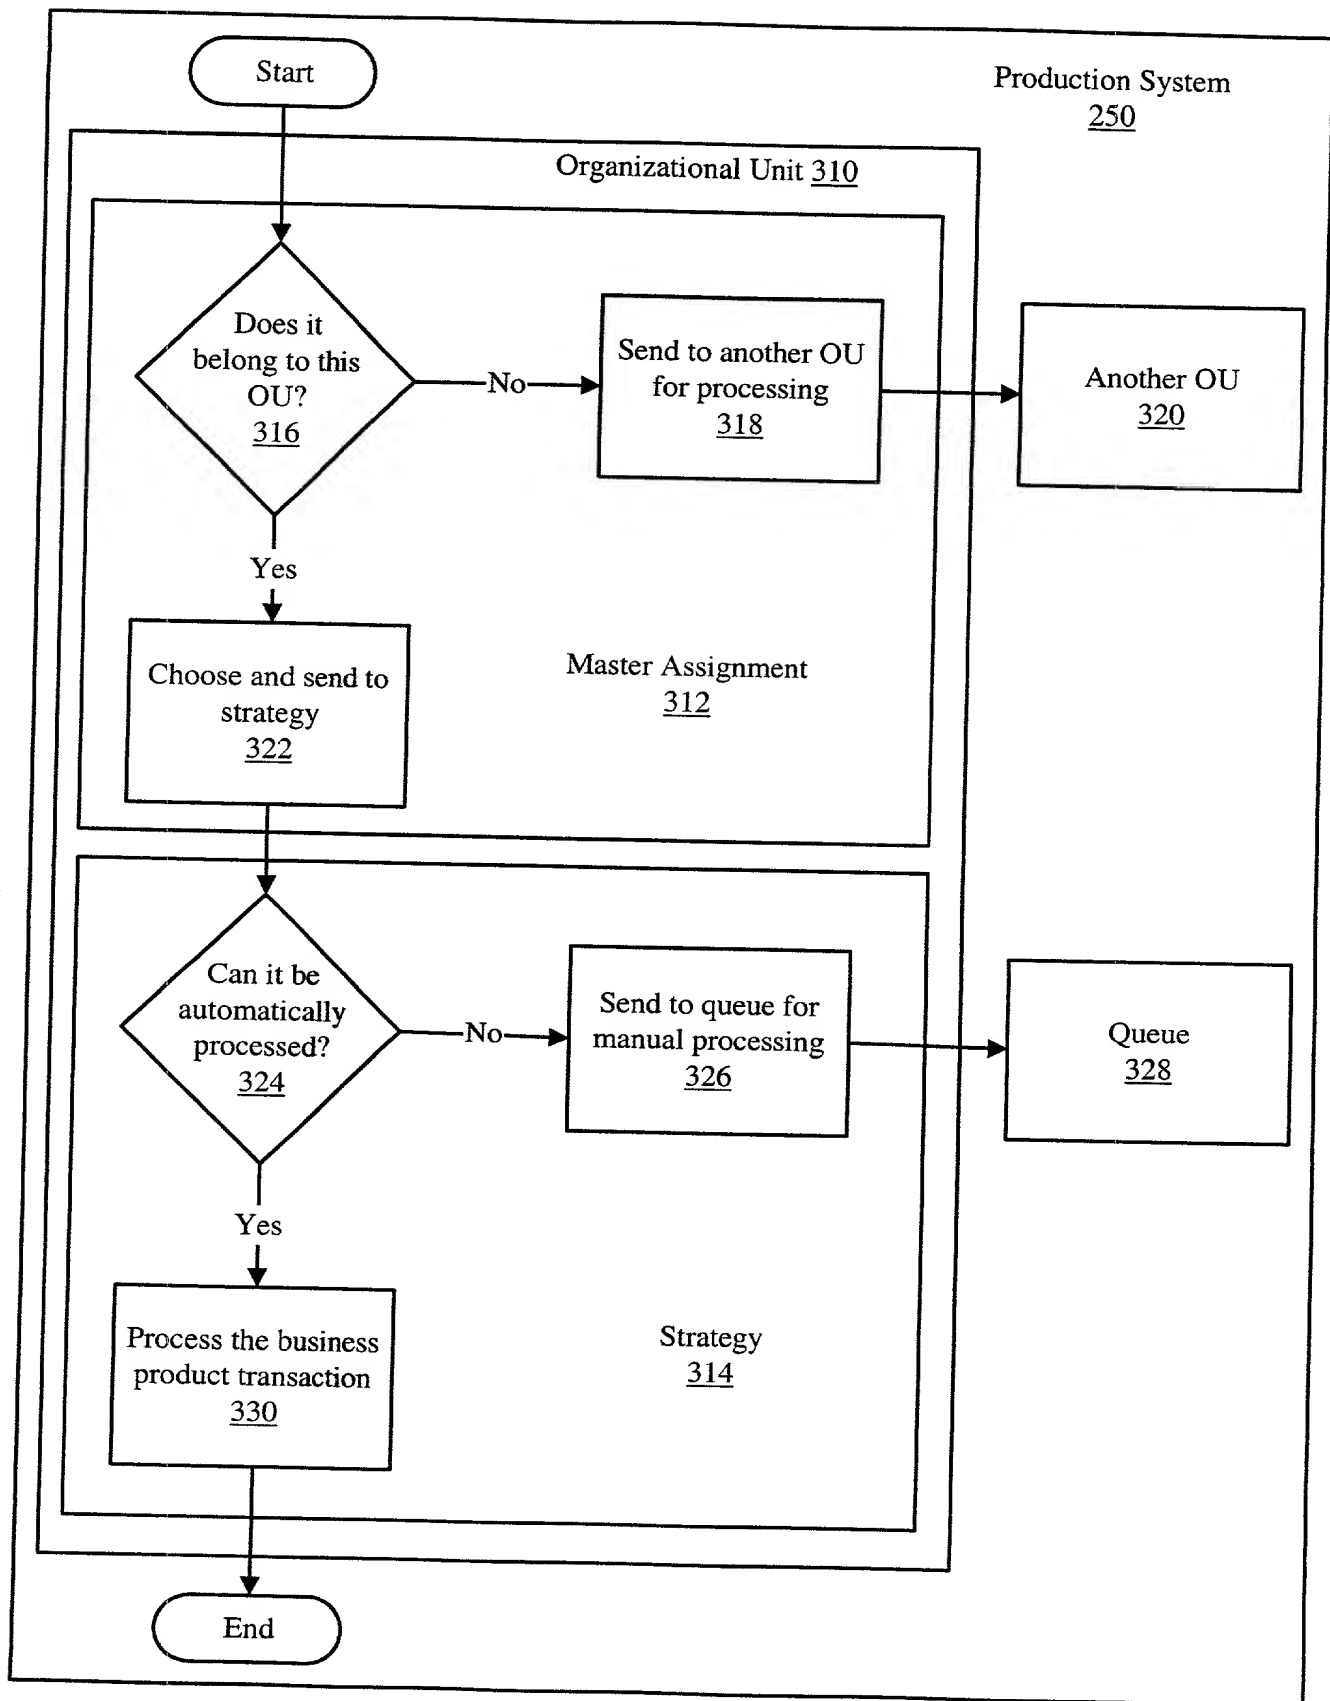 Start
Production System
250
Organizational Unit 310
Does it
belong to this
OU?
316
No
Send to another OU
for processing
318
Another OU
320
Yes
Choose and send to
strategy
322
Master Assignment
312
Can it be
automatically
processed?
324
No
Send to queue for
manual processing
326
Queue
328
Yes
Process the business
product transaction
330
Strategy
314
End